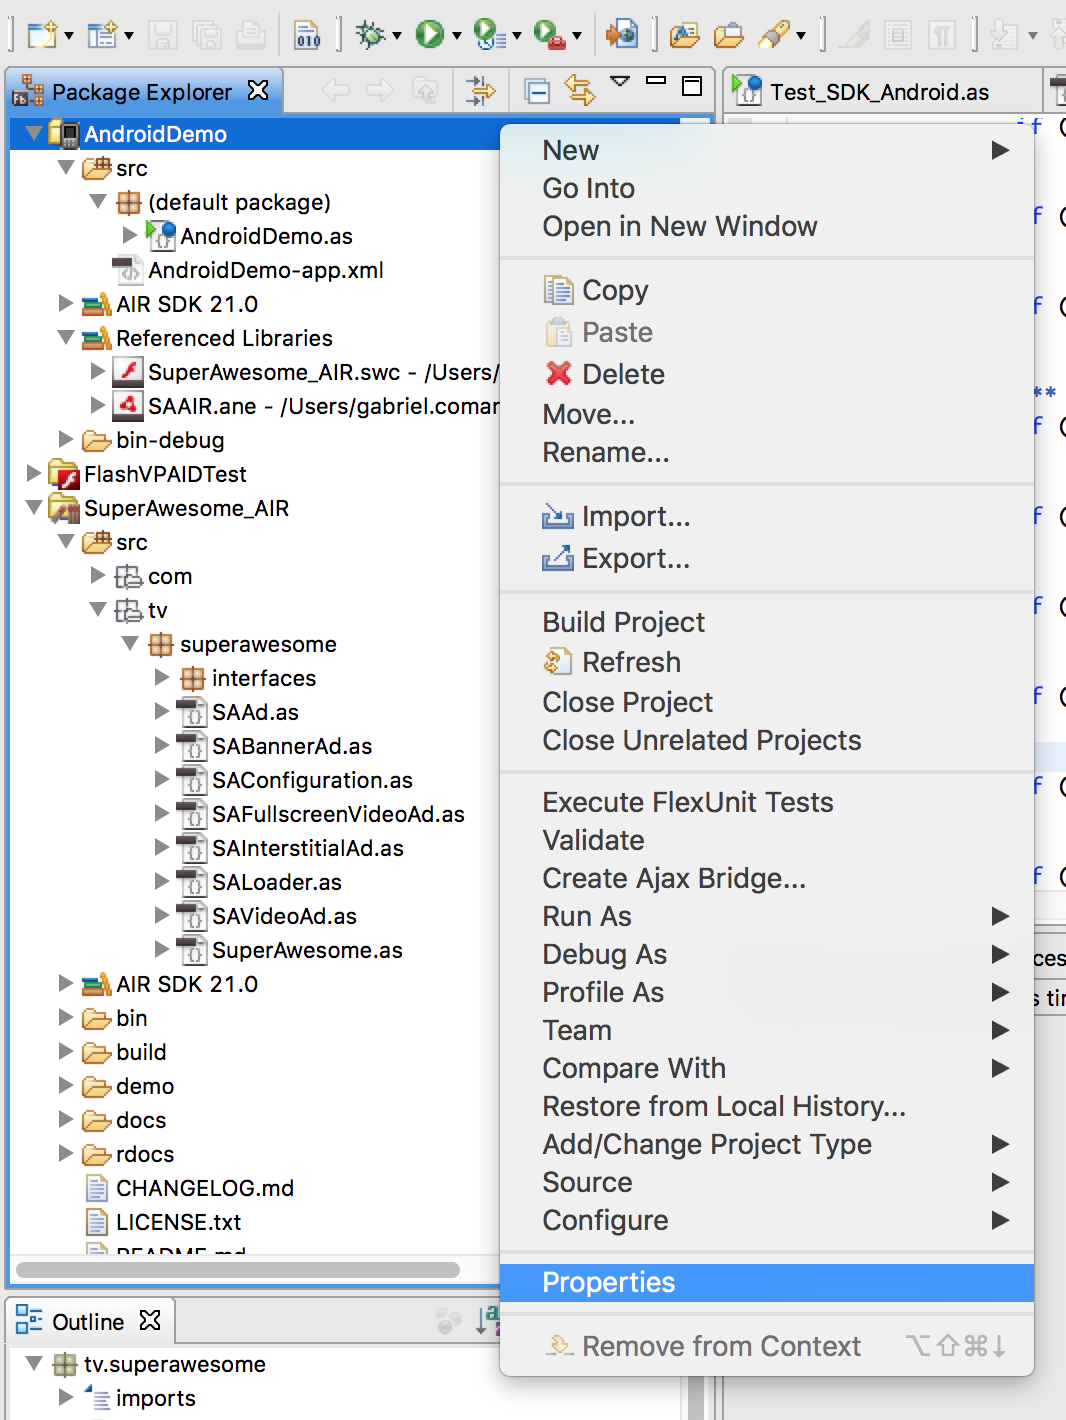 010
Package Explorer
Test_SDK_Android.as
AndroidDemo
src
(default package)
AndroidDemo.as
AndroidDemo-app.xml
AIR SDK 21.0
Referenced Libraries
SuperAwesome_AIR.swc - /Users/
SAAIR.ane - /Users/gabriel.comar
bin-debug
FlashVPAIDTest
SuperAwesome_AIR
src
com
tv
superawesome
interfaces
SAAd.as
SABannerAd.as
SAConfiguration.as
SAFullscreenVideoAd.as
SAInterstitialAd.as
SALoader.as
SAVideoAd.as
SuperAwesome.as
AIR SDK 21.0
bin
build
demo
docs
rdocs
CHANGELOG.md
LICENSE.txt
README.md
Outline
tv.superawesome
imports
New
Go Into
Open in New Window
Copy
Paste
Delete
Move...
Rename...
Import...
Export...
Build Project
Refresh
Close Project
Close Unrelated Projects
Execute FlexUnit Tests
Validate
Create Ajax Bridge...
Run As
Debug As
Profile As
Team
Compare With
Restore from Local History...
Add/Change Project Type
Source
Configure
Properties
Remove from Context ⌥⇧⌘↓
if (
f (
f (
**
f (
f (
f (
f (
f (
f (